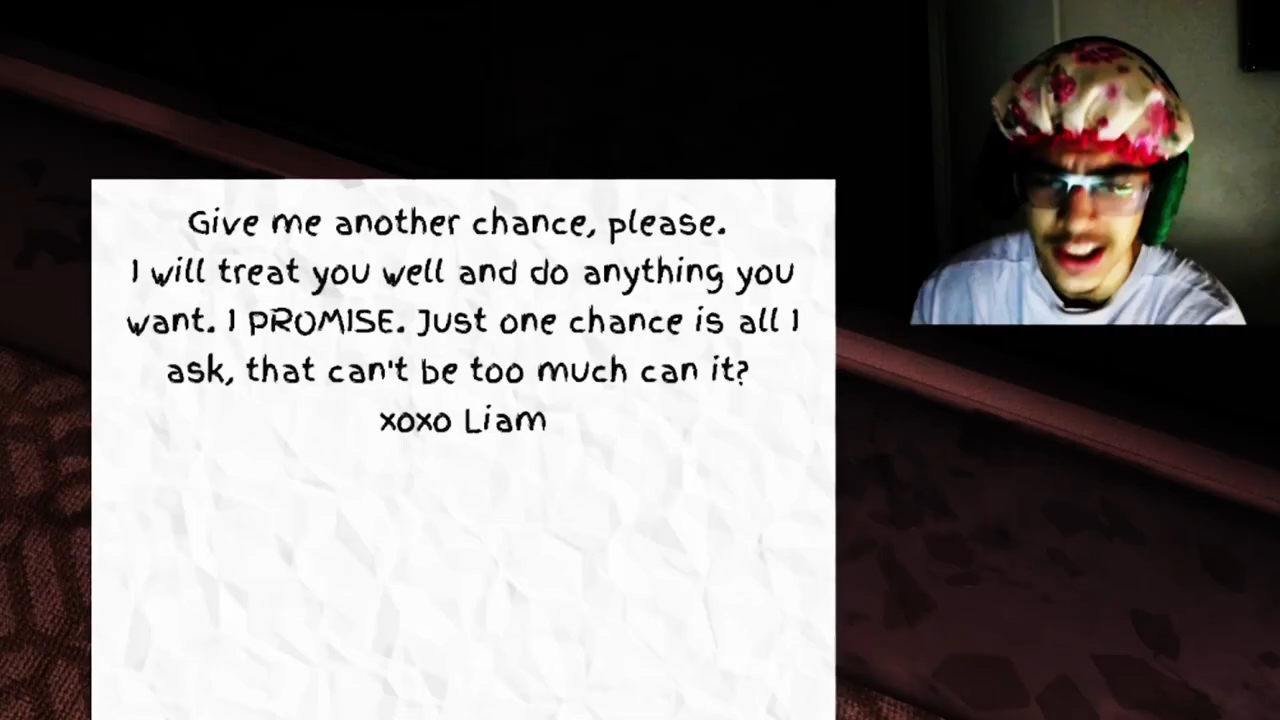 Give me another chance, please.
I will treat you well and do anything you
want. I PROMISE. Just one chance is all I
ask, that can't be too much can it?
xoxo Liam